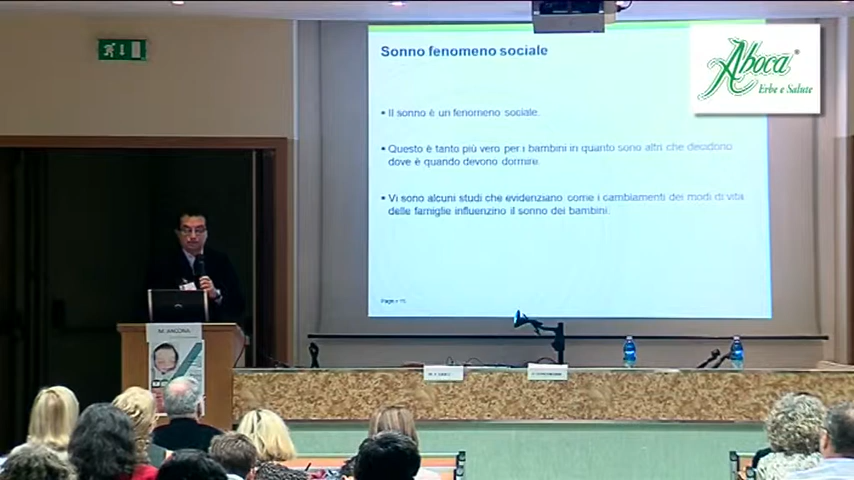 Sonno fenomeno sociale
Aboca®
Erbe e Salute
• Il sonno è un fenomeno sociale.
• Questo è tanto più vero per i bambini in quanto sono altri che decidono
dove è quando devono dormire.
• Vi sono alcuni studi che evidenziano come i cambiamenti dei modi di vita
delle famiglie influenzino il sonno dei bambini.
M. ANCONA